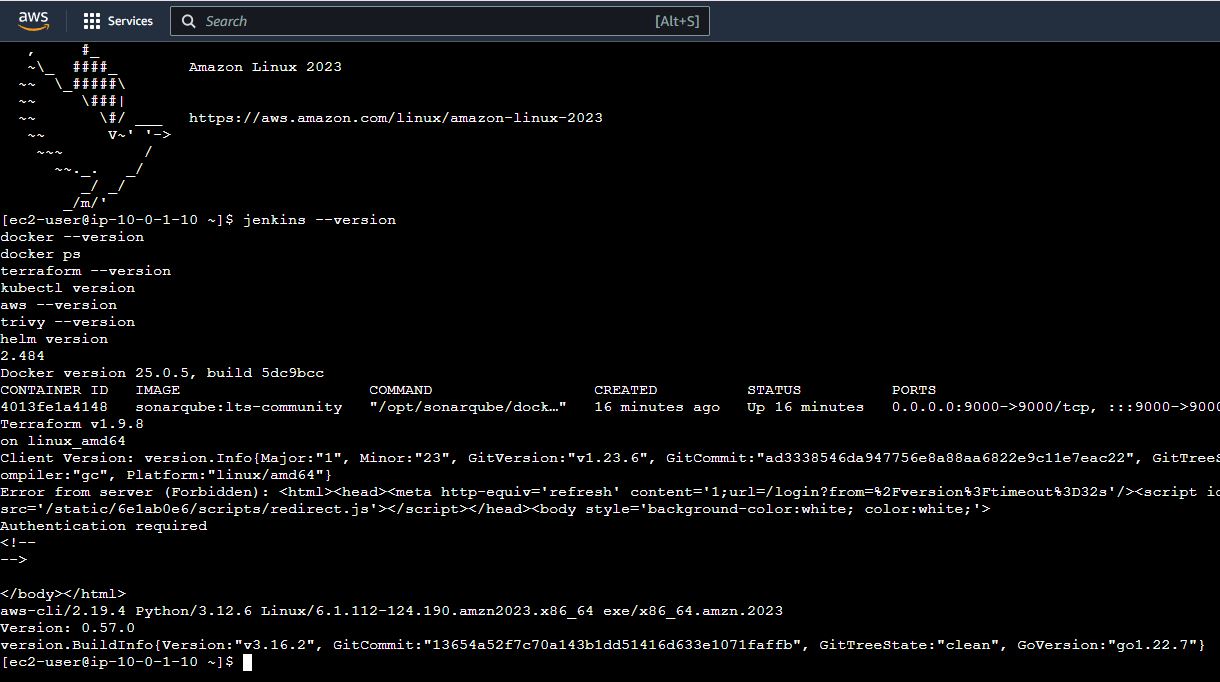 aws Services Search [Alt+S]
, #_
~\_ ####_ Amazon Linux 2023
~~ \_#####\
~~ \###|
~~ \#/ ___ https://aws.amazon.com/linux/amazon-linux-2023
~~ V~' '->
~~~ /
~~._. _/
_/ _/
_/m/'
[ec2-user@ip-10-0-1-10 ~]$ jenkins --version
docker --version
docker ps
terraform --version
kubectl version
aws --version
trivy --version
helm version
2.484
Docker version 25.0.5, build 5dc9bcc
CONTAINER ID IMAGE COMMAND CREATED STATUS PORTS
4013fe1a4148 sonarqube:lts-community "/opt/sonarqube/dock…" 16 minutes ago Up 16 minutes 0.0.0.0:9000->9000/tcp, :::9000->9000
Terraform v1.9.8
on linux_amd64
Client Version: version.Info{Major:"1", Minor:"23", GitVersion:"v1.23.6", GitCommit:"ad3338546da947756e8a88aa6822e9c11e7eac22", GitTreeS
ompiler:"gc", Platform:"linux/amd64"}
Error from server (Forbidden): <html><head><meta http-equiv='refresh' content='1;url=/login?from=%2Fversion%3Ftimeout%3D32s'/><script id
src='/static/6e1ab0e6/scripts/redirect.js'></script></head><body style='background-color:white; color:white;'>
Authentication required
<!--
-->
</body></html>
aws-cli/2.19.4 Python/3.12.6 Linux/6.1.112-124.190.amzn2023.x86_64 exe/x86_64.amzn.2023
Version: 0.57.0
version.BuildInfo{Version:"v3.16.2", GitCommit:"13654a52f7c70a143b1dd51416d633e1071faffb", GitTreeState:"clean", GoVersion:"go1.22.7"}
[ec2-user@ip-10-0-1-10 ~]$